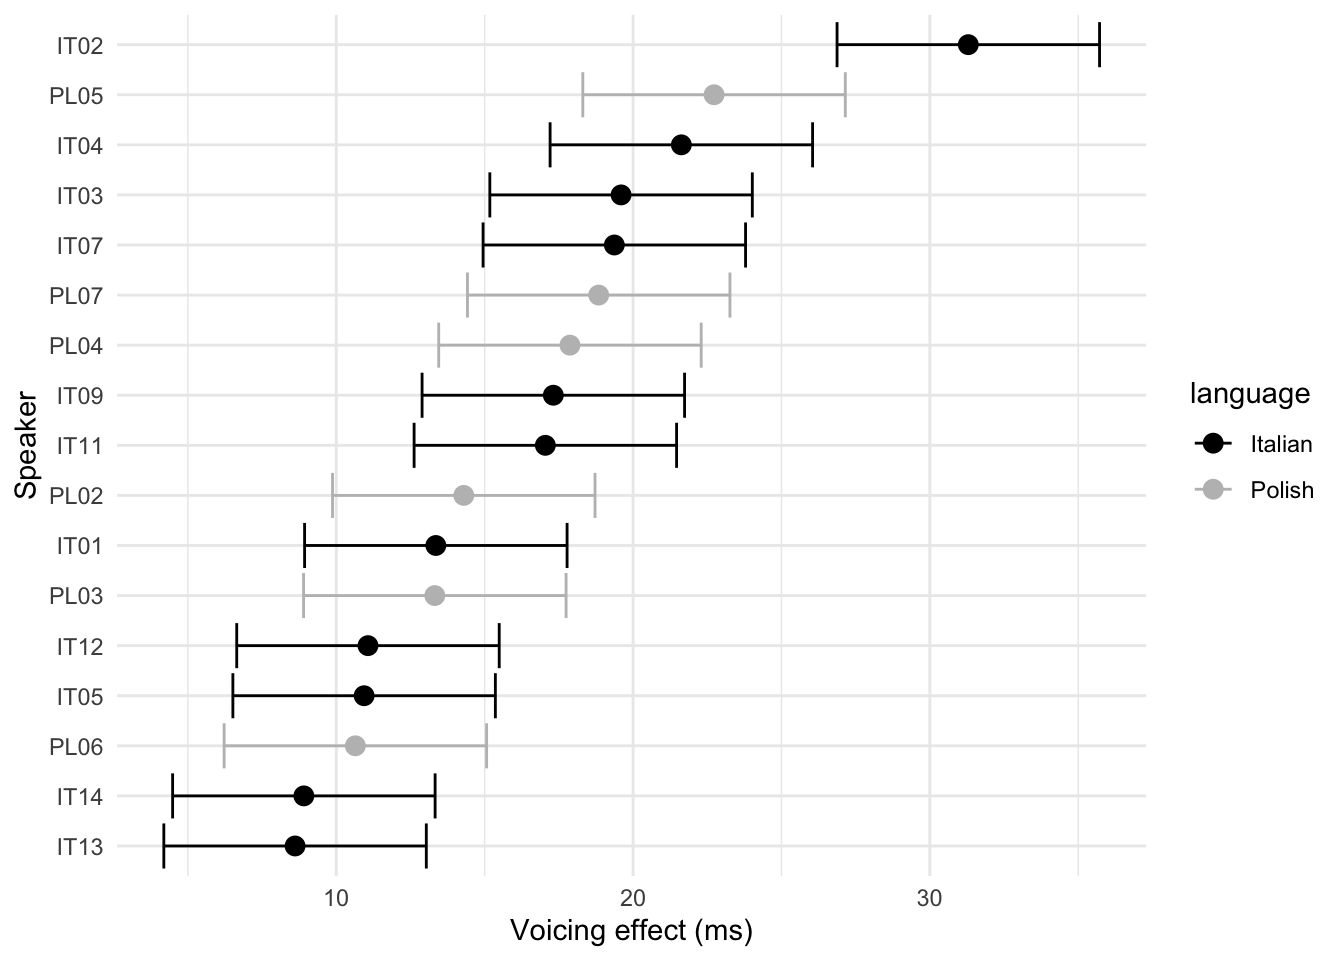 IT02
PL05
IT04
IT03
IT07
PL07
PL04
IT09
IT11
PL02
IT01
PL03
IT12
IT05
PL06
IT14
IT13
Speaker
10 20 30
Voicing effect (ms)
language
Italian
Polish